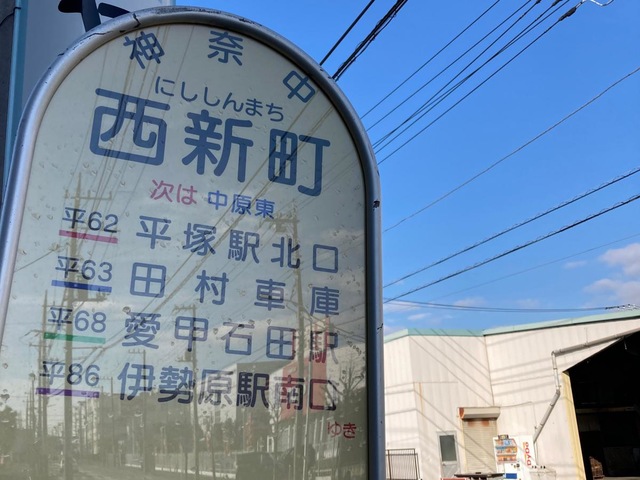 神奈中
にししんまち
西新町
次は 中原東
平62 平塚駅北口
平63 田村車庫
平68 愛甲石田駅
平86 伊勢原駅南口
ゆき